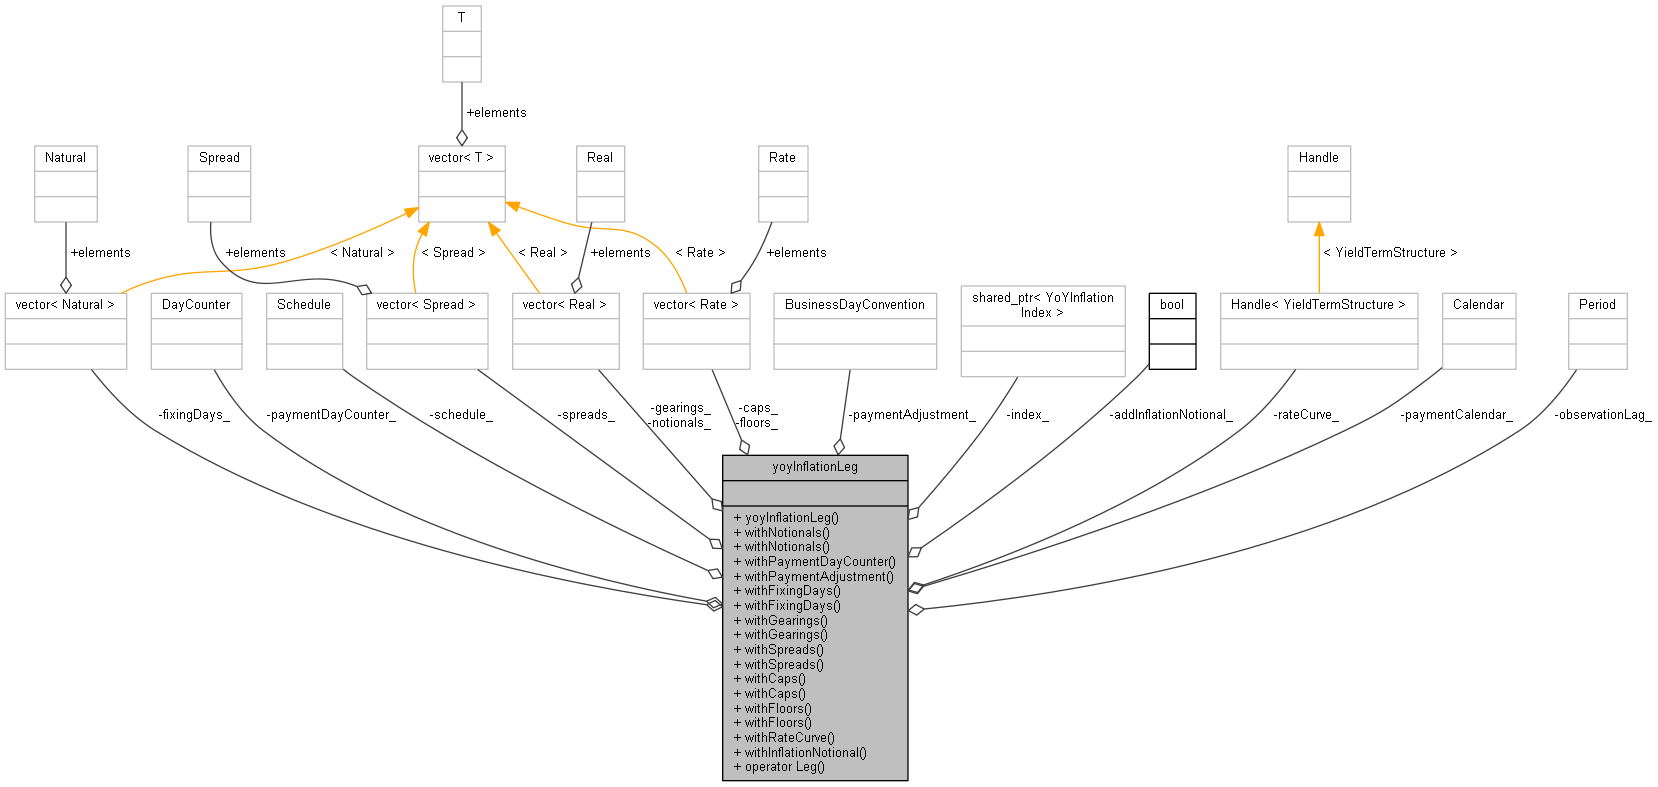 T
+elements
Natural
Spread
vector< T >
Real
Rate
Handle
+elements
+elements
< Natural >
< Spread >
< Real >
+elements
< Rate >
+elements
< YieldTermStructure >
vector< Natural >
DayCounter
Schedule
vector< Spread >
vector< Real >
vector< Rate >
BusinessDayConvention
shared_ptr< YoYInflation
Index >
bool
Handle< YieldTermStructure >
Calendar
Period
-fixingDays_
-paymentDayCounter_
-schedule_
-spreads_
-gearings_
-notionals_
-caps_
-floors_
-paymentAdjustment_
-index_
-addInflationNotional_
-rateCurve_
-paymentCalendar_
-observationLag_
yoyInflationLeg
+ yoyInflationLeg()
+ withNotionals()
+ withNotionals()
+ withPaymentDayCounter()
+ withPaymentAdjustment()
+ withFixingDays()
+ withFixingDays()
+ withGearings()
+ withGearings()
+ withSpreads()
+ withSpreads()
+ withCaps()
+ withCaps()
+ withFloors()
+ withFloors()
+ withRateCurve()
+ withInflationNotional()
+ operator Leg()